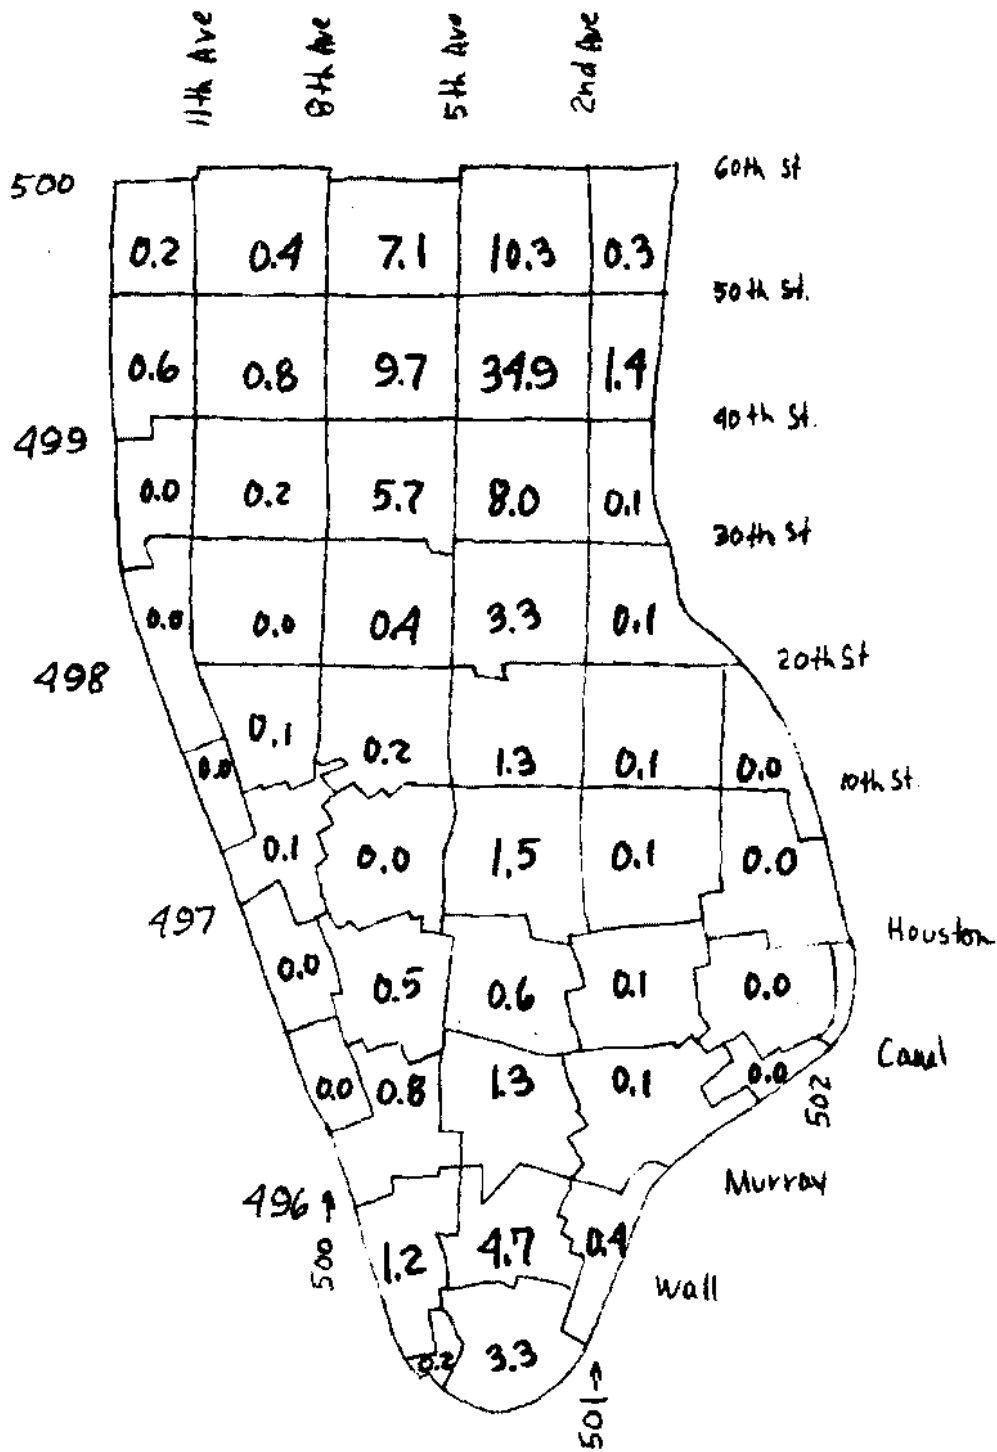 11th Ave 8th Ave 5th Ave 2nd Ave
60th St
500
0.2 0.4 7.1 10.3 0.3
50th St.
0.6 0.8 9.7 34.9 1.4
40th St.
499
0.0 0.2 5.7 8.0 0.1
30th St
0.0 0.0 0.4 3.3 0.1
20th St
498
0.1 0.2 1.3 0.1 0.0
0.0
10th St.
0.1 0.0 1.5 0.1 0.0
497
Houston
0.0 0.5 0.6 0.1 0.0
Canal
0.0 0.8 1.3 0.1 0.0
502
Murray
496
500 →
1.2 4.7 0.4
Wall
0.2 3.3
501 →